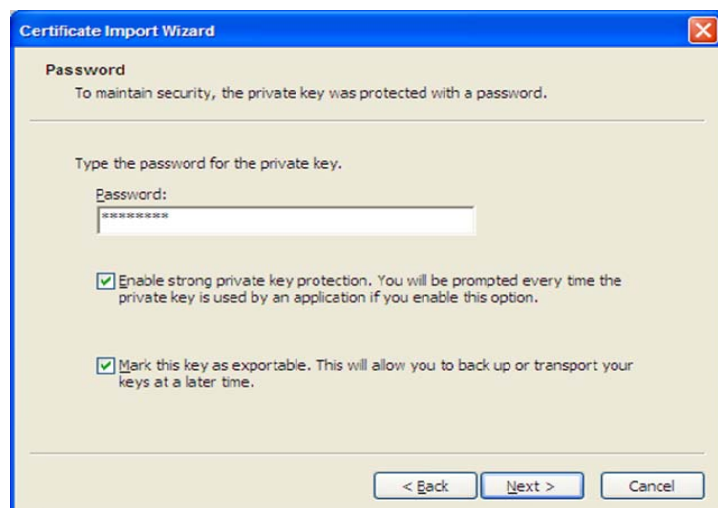 Certificate Import Wizard
Password
To maintain security, the private key was protected with a password.
Type the password for the private key.
Password:
********
Enable strong private key protection. You will be prompted every time the
private key is used by an application if you enable this option.
Mark this key as exportable. This will allow you to back up or transport your
keys at a later time.
< Back Next > Cancel